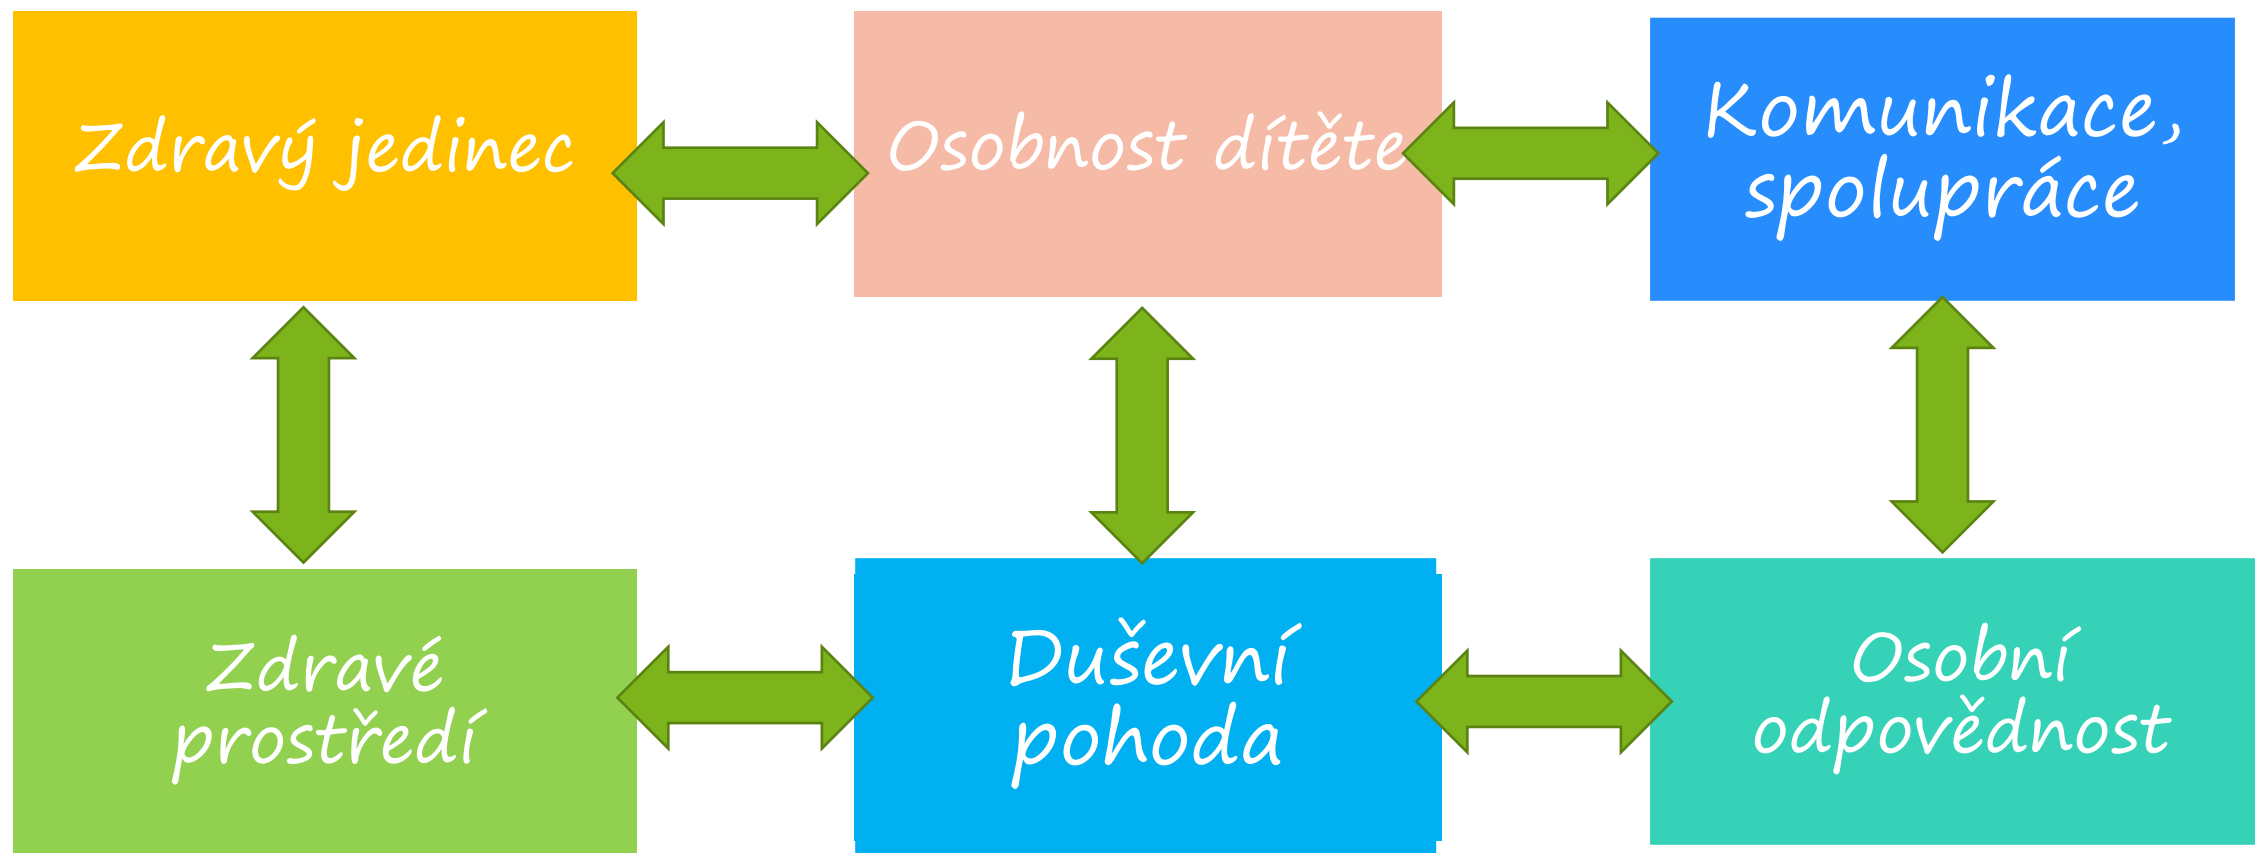 Zdravý jedinec
Osobnost dítěte
Komunikace,
spolupráce
Zdravé
prostředí
Duševní
pohoda
Osobní
odpovědnost